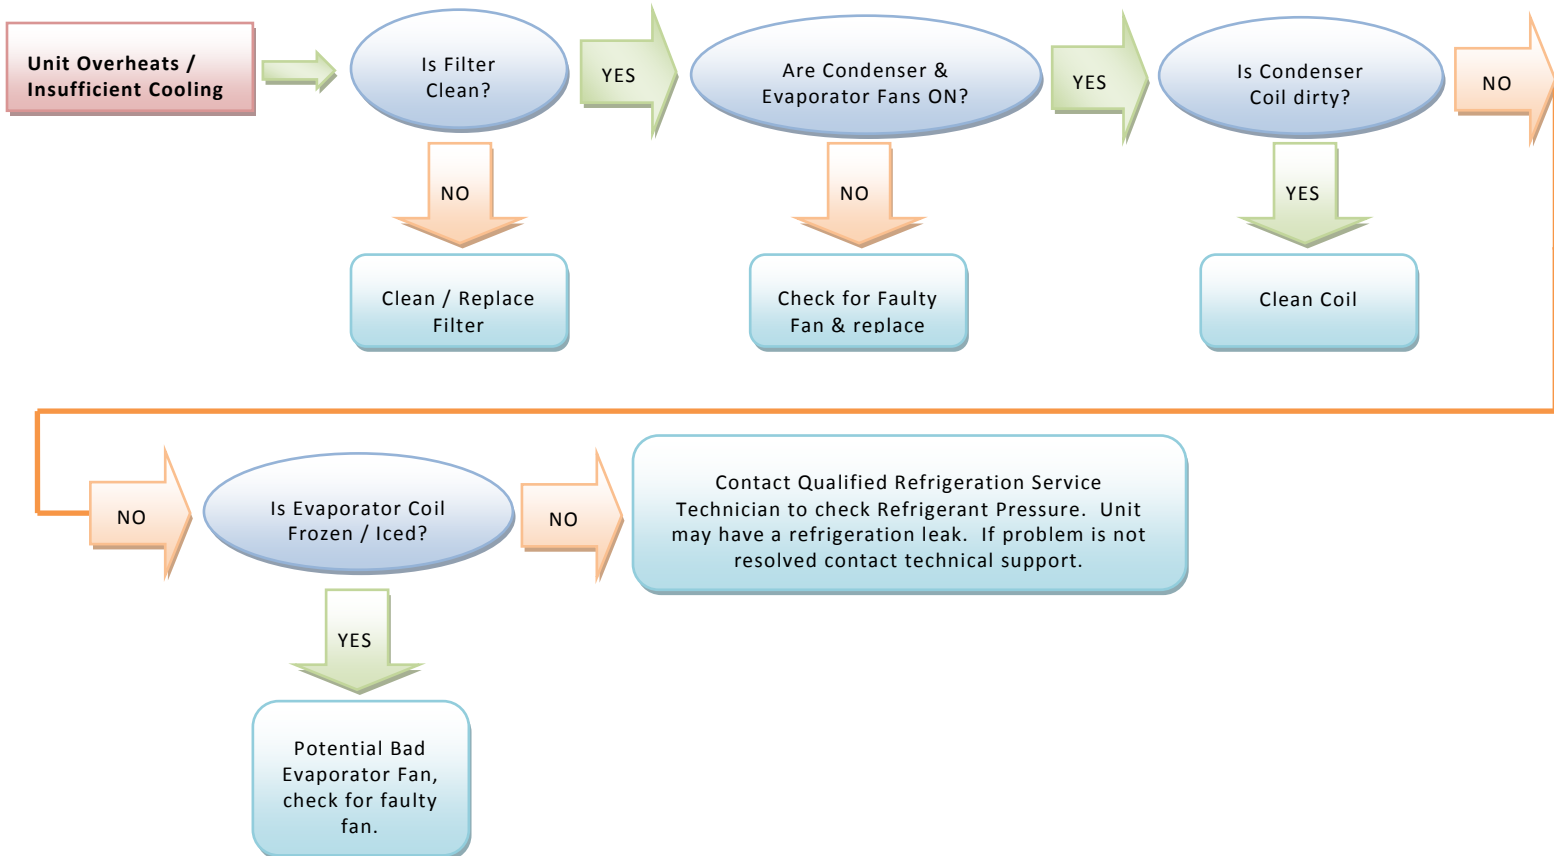 Unit Overheats /
Insufficient Cooling
Is Filter
Clean?
YES
Are Condenser &
Evaporator Fans ON?
YES
Is Condenser
Coil dirty?
NO
NO
NO
YES
Clean / Replace
Filter
Check for Faulty
Fan & replace
Clean Coil
NO
Is Evaporator Coil
Frozen / Iced?
NO
Contact Qualified Refrigeration Service
Technician to check Refrigerant Pressure.  Unit
may have a refrigeration leak.  If problem is not
resolved contact technical support.
YES
Potential Bad
Evaporator Fan,
check for faulty
fan.